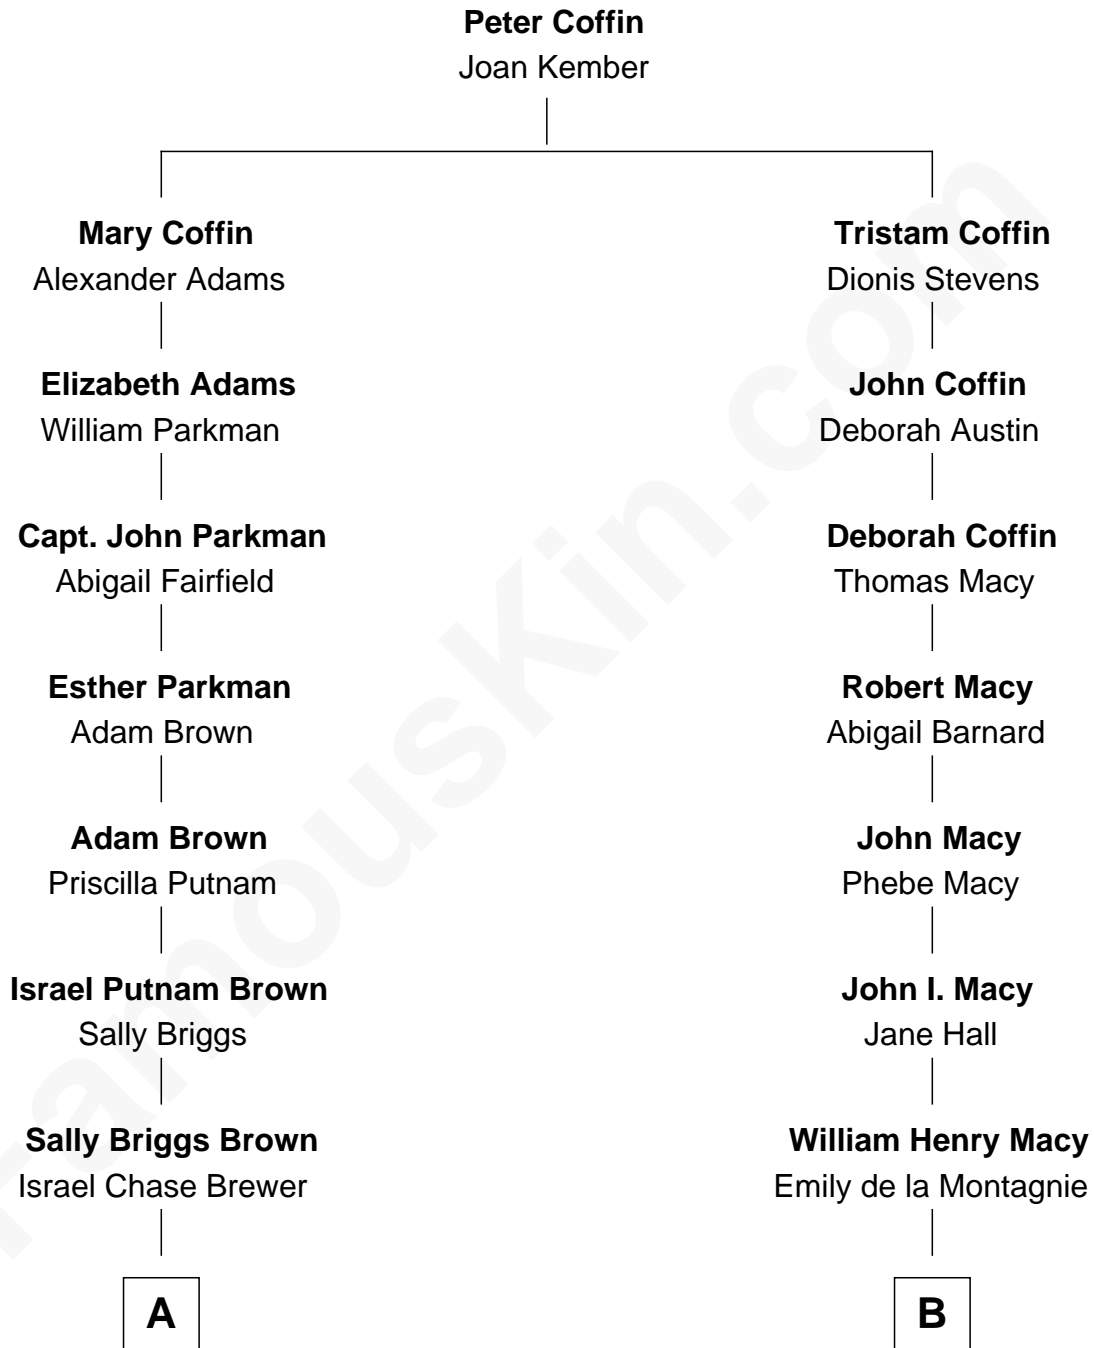 Peter Coffin
Joan Kember
Mary Coffin
Alexander Adams
Tristam Coffin
Dionis Stevens
Elizabeth Adams
William Parkman
John Coffin
Deborah Austin
Capt. John Parkman
Abigail Fairfield
Deborah Coffin
Thomas Macy
Esther Parkman
Adam Brown
Robert Macy
Abigail Barnard
Adam Brown
Priscilla Putnam
John Macy
Phebe Macy
Israel Putnam Brown
Sally Briggs
John I. Macy
Jane Hall
Sally Briggs Brown
Israel Chase Brewer
William Henry Macy
Emily de la Montagnie
A
B
FamousKin.com